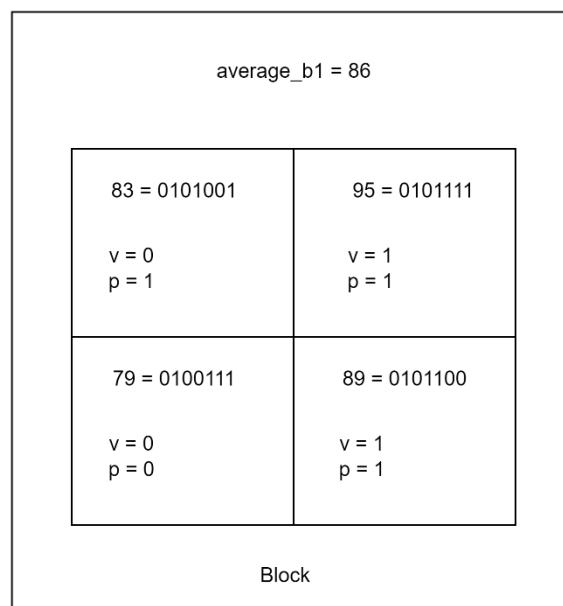 average_b1 = 86
83 = 0101001
v = 0
p = 1
95 = 0101111
v = 1
p = 1
79 = 0100111
v = 0
p = 0
89 = 0101100
v = 1
p = 1
Block